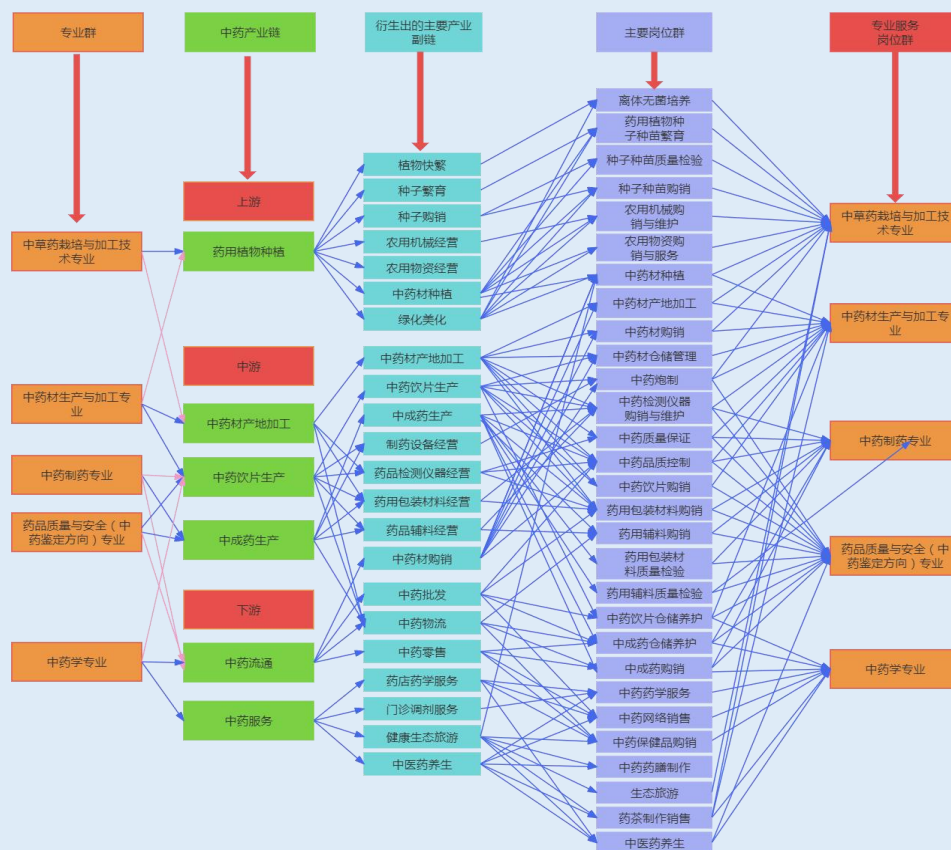 专业群
中药产业链
衍生出的主要产业
副链
主要岗位群
专业服务
岗位群
中草药栽培与加工技
术专业
中药材生产与加工专
业
中药制药专业
药品质量与安全（中
药鉴定方向）专业
中药学专业
上游
药用植物种植
中游
中药材产地加工
中药饮片生产
中成药生产
下游
中药流通
中药服务
植物快繁
种子繁育
种子购销
农用机械经营
农用物资经营
中药材种植
绿化美化
中药材产地加工
中药饮片生产
中成药生产
制药设备经营
药品检测仪器经营
药用包装材料经营
药品辅料经营
中药材购销
中药批发
中药物流
中药零售
药店药学服务
门诊调剂服务
健康生态旅游
中医药养生
离体无菌培养
药用植物种
子种苗繁育
种子种苗质量检验
种子种苗购销
农用机械购
销与维护
农用物资购
销与服务
中药材种植
中药材产地加工
中药材购销
中药材仓储管理
中药炮制
中药检测仪器
购销与维护
中药质量保证
中药品质控制
中药饮片购销
药用包装材料购销
药用辅料购销
药用包装材
料质量检验
药用辅料质量检验
中药饮片仓储养护
中成药仓储养护
中成药购销
中药药学服务
中药网络销售
中药保健品购销
中药药膳制作
生态旅游
药茶制作销售
中医药养生
中草药栽培与加工技
术专业
中药材生产与加工专
业
中药制药专业
药品质量与安全（中
药鉴定方向）专业
中药学专业